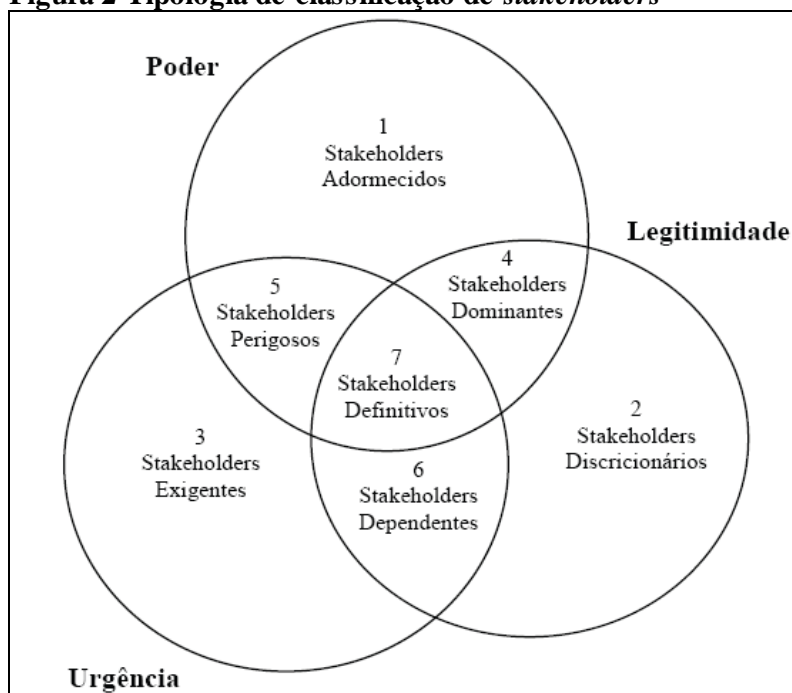 Figura 2 Tipologia de classificação de stakeholders
Poder
1
Stakeholders
Adormecidos
Legitimidade
4
Stakeholders
Dominantes
5
Stakeholders
Perigosos
7
Stakeholders
Definitivos
2
Stakeholders
Discricionários
3
Stakeholders
Exigentes
6
Stakeholders
Dependentes
Urgência